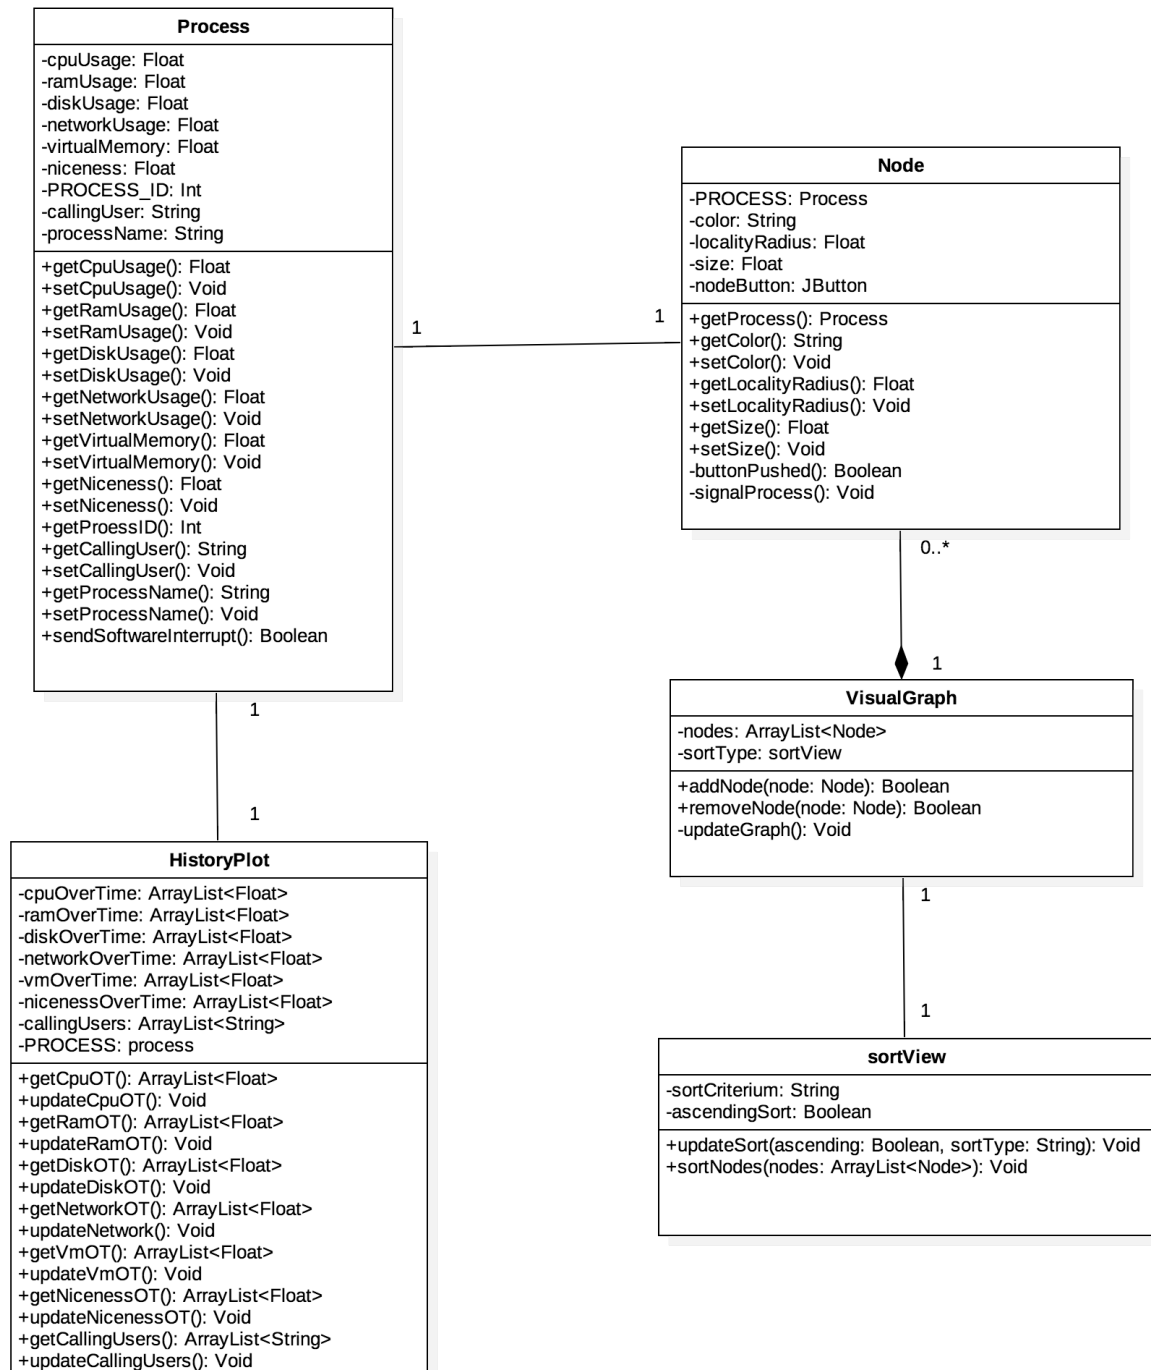 Process
-cpuUsage: Float
-ramUsage: Float
-diskUsage: Float
-networkUsage: Float
-virtualMemory: Float
-niceness: Float
-PROCESS_ID: Int
-callingUser: String
-processName: String
+getCpuUsage(): Float
+setCpuUsage(): Void
+getRamUsage(): Float
+setRamUsage(): Void
+getDiskUsage(): Float
+setDiskUsage(): Void
+getNetworkUsage(): Float
+setNetworkUsage(): Void
+getVirtualMemory(): Float
+setVirtualMemory(): Void
+getNiceness(): Float
+setNiceness(): Void
+getProessID(): Int
+getCallingUser(): String
+setCallingUser(): Void
+getProcessName(): String
+setProcessName(): Void
+sendSoftwareInterrupt(): Boolean
1
1
Node
-PROCESS: Process
-color: String
-localityRadius: Float
-size: Float
-nodeButton: JButton
+getProcess(): Process
+getColor(): String
+setColor(): Void
+getLocalityRadius(): Float
+setLocalityRadius(): Void
+getSize(): Float
+setSize(): Void
-buttonPushed(): Boolean
-signalProcess(): Void
0..*
1
VisualGraph
-nodes: ArrayList<Node>
-sortType: sortView
+addNode(node: Node): Boolean
+removeNode(node: Node): Boolean
-updateGraph(): Void
1
1
sortView
-sortCriterium: String
-ascendingSort: Boolean
+updateSort(ascending: Boolean, sortType: String): Void
+sortNodes(nodes: ArrayList<Node>): Void
1
1
HistoryPlot
-cpuOverTime: ArrayList<Float>
-ramOverTime: ArrayList<Float>
-diskOverTime: ArrayList<Float>
-networkOverTime: ArrayList<Float>
-vmOverTime: ArrayList<Float>
-nicenessOverTime: ArrayList<Float>
-callingUsers: ArrayList<String>
-PROCESS: process
+getCpuOT(): ArrayList<Float>
+updateCpuOT(): Void
+getRamOT(): ArrayList<Float>
+updateRamOT(): Void
+getDiskOT(): ArrayList<Float>
+updateDiskOT(): Void
+getNetworkOT(): ArrayList<Float>
+updateNetwork(): Void
+getVmOT(): ArrayList<Float>
+updateVmOT(): Void
+getNicenessOT(): ArrayList<Float>
+updateNicenessOT(): Void
+getCallingUsers(): ArrayList<String>
+updateCallingUsers(): Void